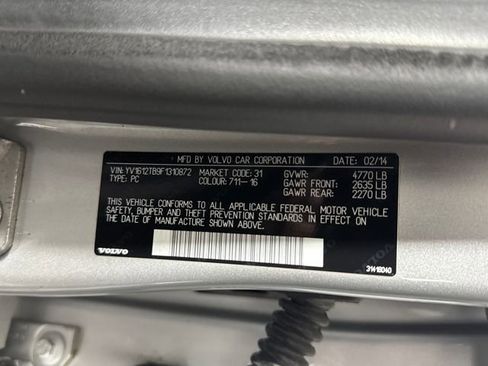 MFD BY VOLVO CAR CORPORATION DATE: 02/14
VIN: YV1612TB9F1310872 MARKET CODE: 31 GVWR: 4770 LB
TYPE: PC COLOUR: 711-16 GAWR FRONT: 2635 LB
GAWR REAR: 2270 LB
THIS VEHICLE CONFORMS TO ALL APPLICABLE FEDERAL MOTOR VEHICLE
SAFETY, BUMPER AND THEFT PREVENTION STANDARDS IN EFFECT ON
THE DATE OF MANUFACTURE SHOWN ABOVE.
VOLVO
31416040